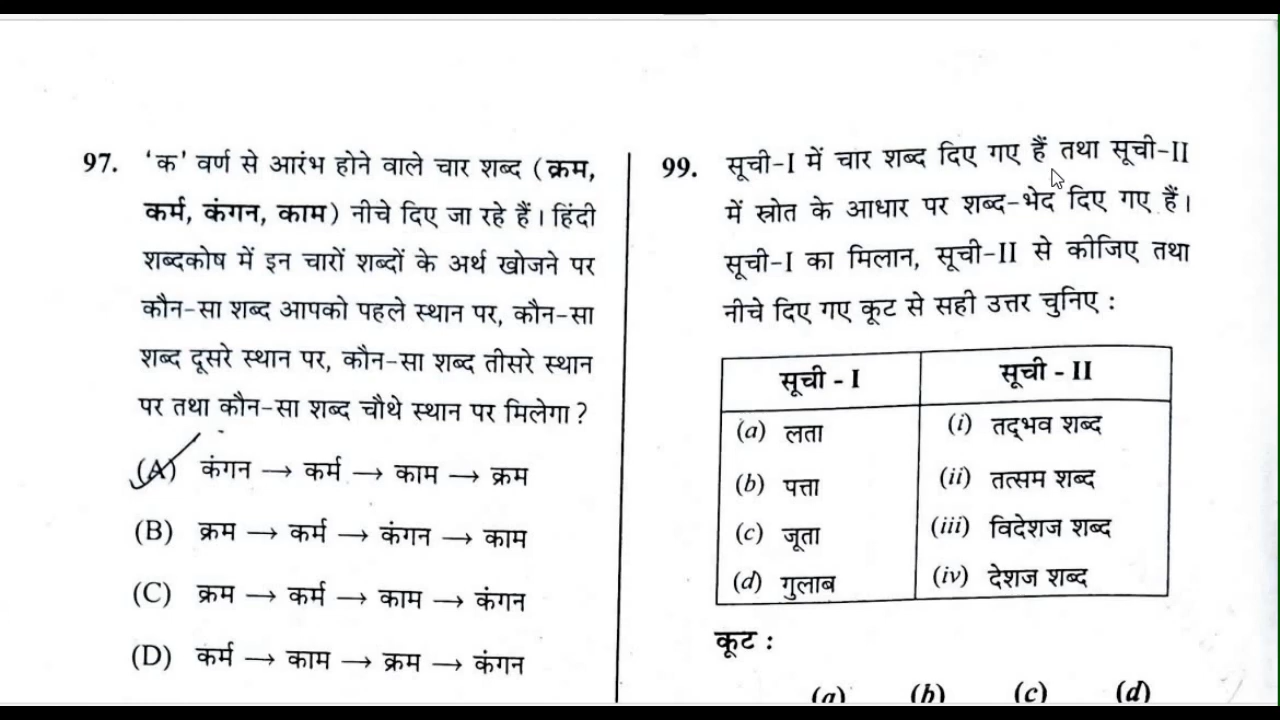 97. 'क' वर्ण से आरंभ होने वाले चार शब्द (क्रम,
कर्म, कंगन, काम) नीचे दिए जा रहे हैं। हिंदी
शब्दकोष में इन चारों शब्दों के अर्थ खोजने पर
कौन-सा शब्द आपको पहले स्थान पर, कौन-सा
शब्द दूसरे स्थान पर, कौन-सा शब्द तीसरे स्थान
पर तथा कौन-सा शब्द चौथे स्थान पर मिलेगा ?
(A) कंगन → कर्म → काम → क्रम
(B) क्रम → कर्म → कंगन → काम
(C) क्रम → कर्म → काम → कंगन
(D) कर्म → काम → क्रम → कंगन
99. सूची-I में चार शब्द दिए गए हैं तथा सूची-II
में स्रोत के आधार पर शब्द-भेद दिए गए हैं।
सूची-I का मिलान, सूची-II से कीजिए तथा
नीचे दिए गए कूट से सही उत्तर चुनिए :
सूची - I सूची - II
(a) लता (i) तद्भव शब्द
(b) पत्ता (ii) तत्सम शब्द
(c) जूता (iii) विदेशज शब्द
(d) गुलाब (iv) देशज शब्द
कूट :
(a) (b) (c) (d)